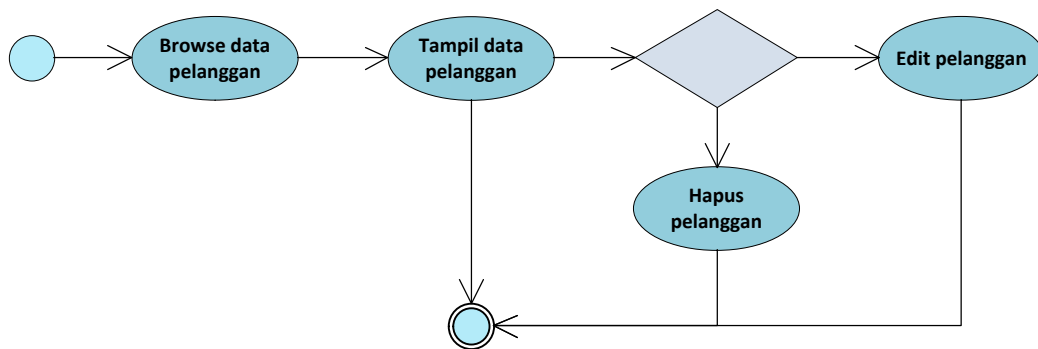 Browse data
pelanggan
Tampil data
pelanggan
Edit pelanggan
Hapus
pelanggan